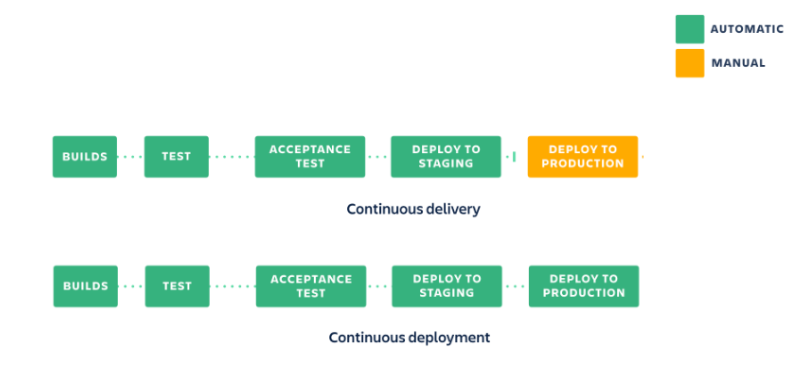 AUTOMATIC
MANUAL
BUILDS
TEST
ACCEPTANCE
TEST
DEPLOY TO
STAGING
DEPLOY TO
PRODUCTION
Continuous delivery
BUILDS
TEST
ACCEPTANCE
TEST
DEPLOY TO
STAGING
DEPLOY TO
PRODUCTION
Continuous deployment